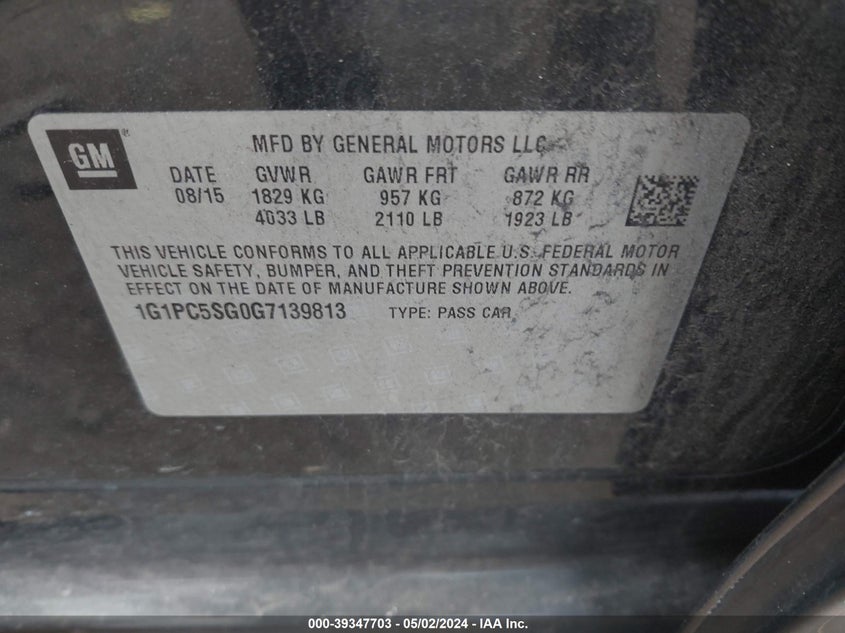 GM
MFD BY GENERAL MOTORS LLC
DATE GVWR GAWR FRT GAWR RR
08/15 1829 KG 957 KG 872 KG
4033 LB 2110 LB 1923 LB
THIS VEHICLE CONFORMS TO ALL APPLICABLE U.S. FEDERAL MOTOR
VEHICLE SAFETY, BUMPER, AND THEFT PREVENTION STANDARDS IN
EFFECT ON THE DATE OF MANUFACTURE SHOWN ABOVE.
1G1PC5SG0G7139813 TYPE: PASS CAR
000-39347703 - 05/02/2024 - IAA Inc.